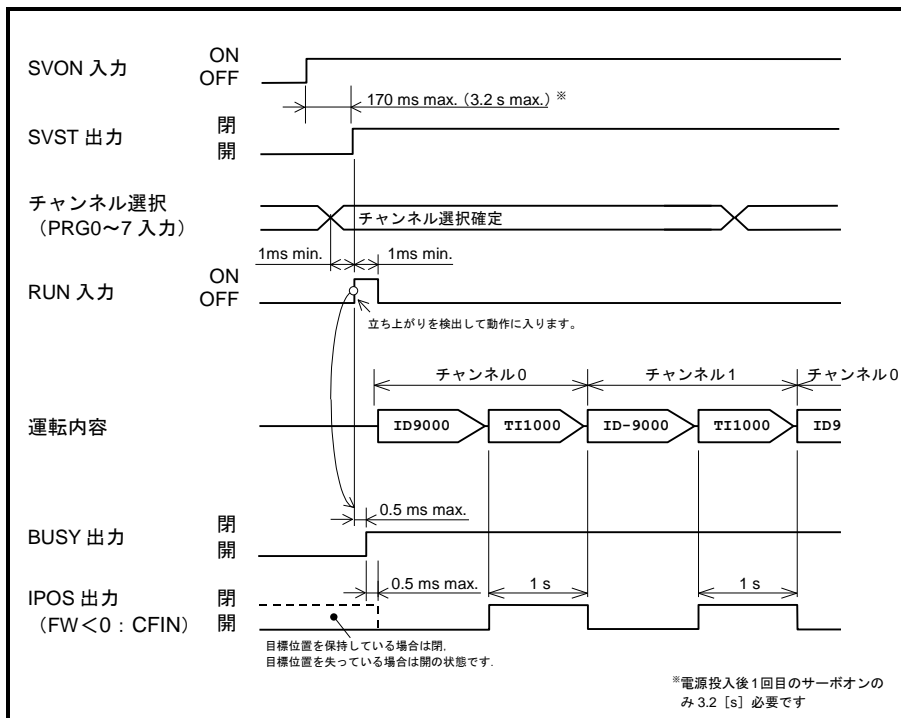 SVON 入力
ON
OFF
170 ms max. (3.2 s max.) ※
SVST 出力
閉
開
チャンネル選択
(PRG0～7 入力)
チャンネル選択確定
1ms min.
1ms min.
RUN 入力
ON
OFF
立ち上がりを検出して動作に入ります。
チャンネル0
チャンネル1
チャンネル0
運転内容
ID9000
TI1000
ID-9000
TI1000
ID9
0.5 ms max.
BUSY 出力
閉
開
0.5 ms max.
1 s
1 s
IPOS 出力
(FW＜0：CFIN)
閉
開
目標位置を保持している場合は閉,
目標位置を失っている場合は開の状態です.
※電源投入後1回目のサーボオンの
み 3.2［s］必要です